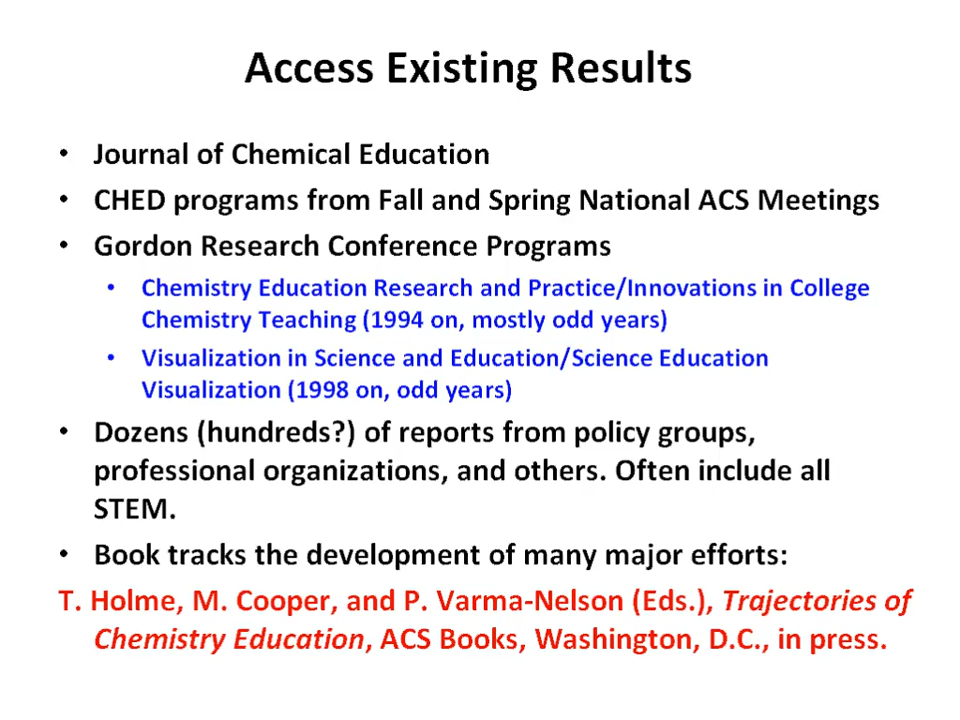 Access Existing Results
• Journal of Chemical Education
• CHED programs from Fall and Spring National ACS Meetings
• Gordon Research Conference Programs
• Chemistry Education Research and Practice/Innovations in College
Chemistry Teaching (1994 on, mostly odd years)
• Visualization in Science and Education/Science Education
Visualization (1998 on, odd years)
• Dozens (hundreds?) of reports from policy groups,
professional organizations, and others. Often include all
STEM.
• Book tracks the development of many major efforts:
T. Holme, M. Cooper, and P. Varma-Nelson (Eds.), Trajectories of
Chemistry Education, ACS Books, Washington, D.C., in press.